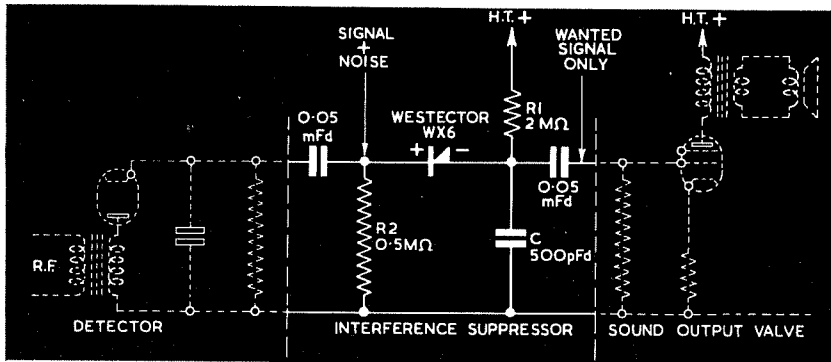 SIGNAL
+
NOISE
H.T. +
WANTED
SIGNAL
ONLY
H.T. +
0·05
mFd
WESTECTOR
WX6
+
-
R1
2 MΩ
0·05
mFd
R2
0·5MΩ
C
500pFd
R.F.
DETECTOR
INTERFERENCE SUPPRESSOR
SOUND OUTPUT VALVE